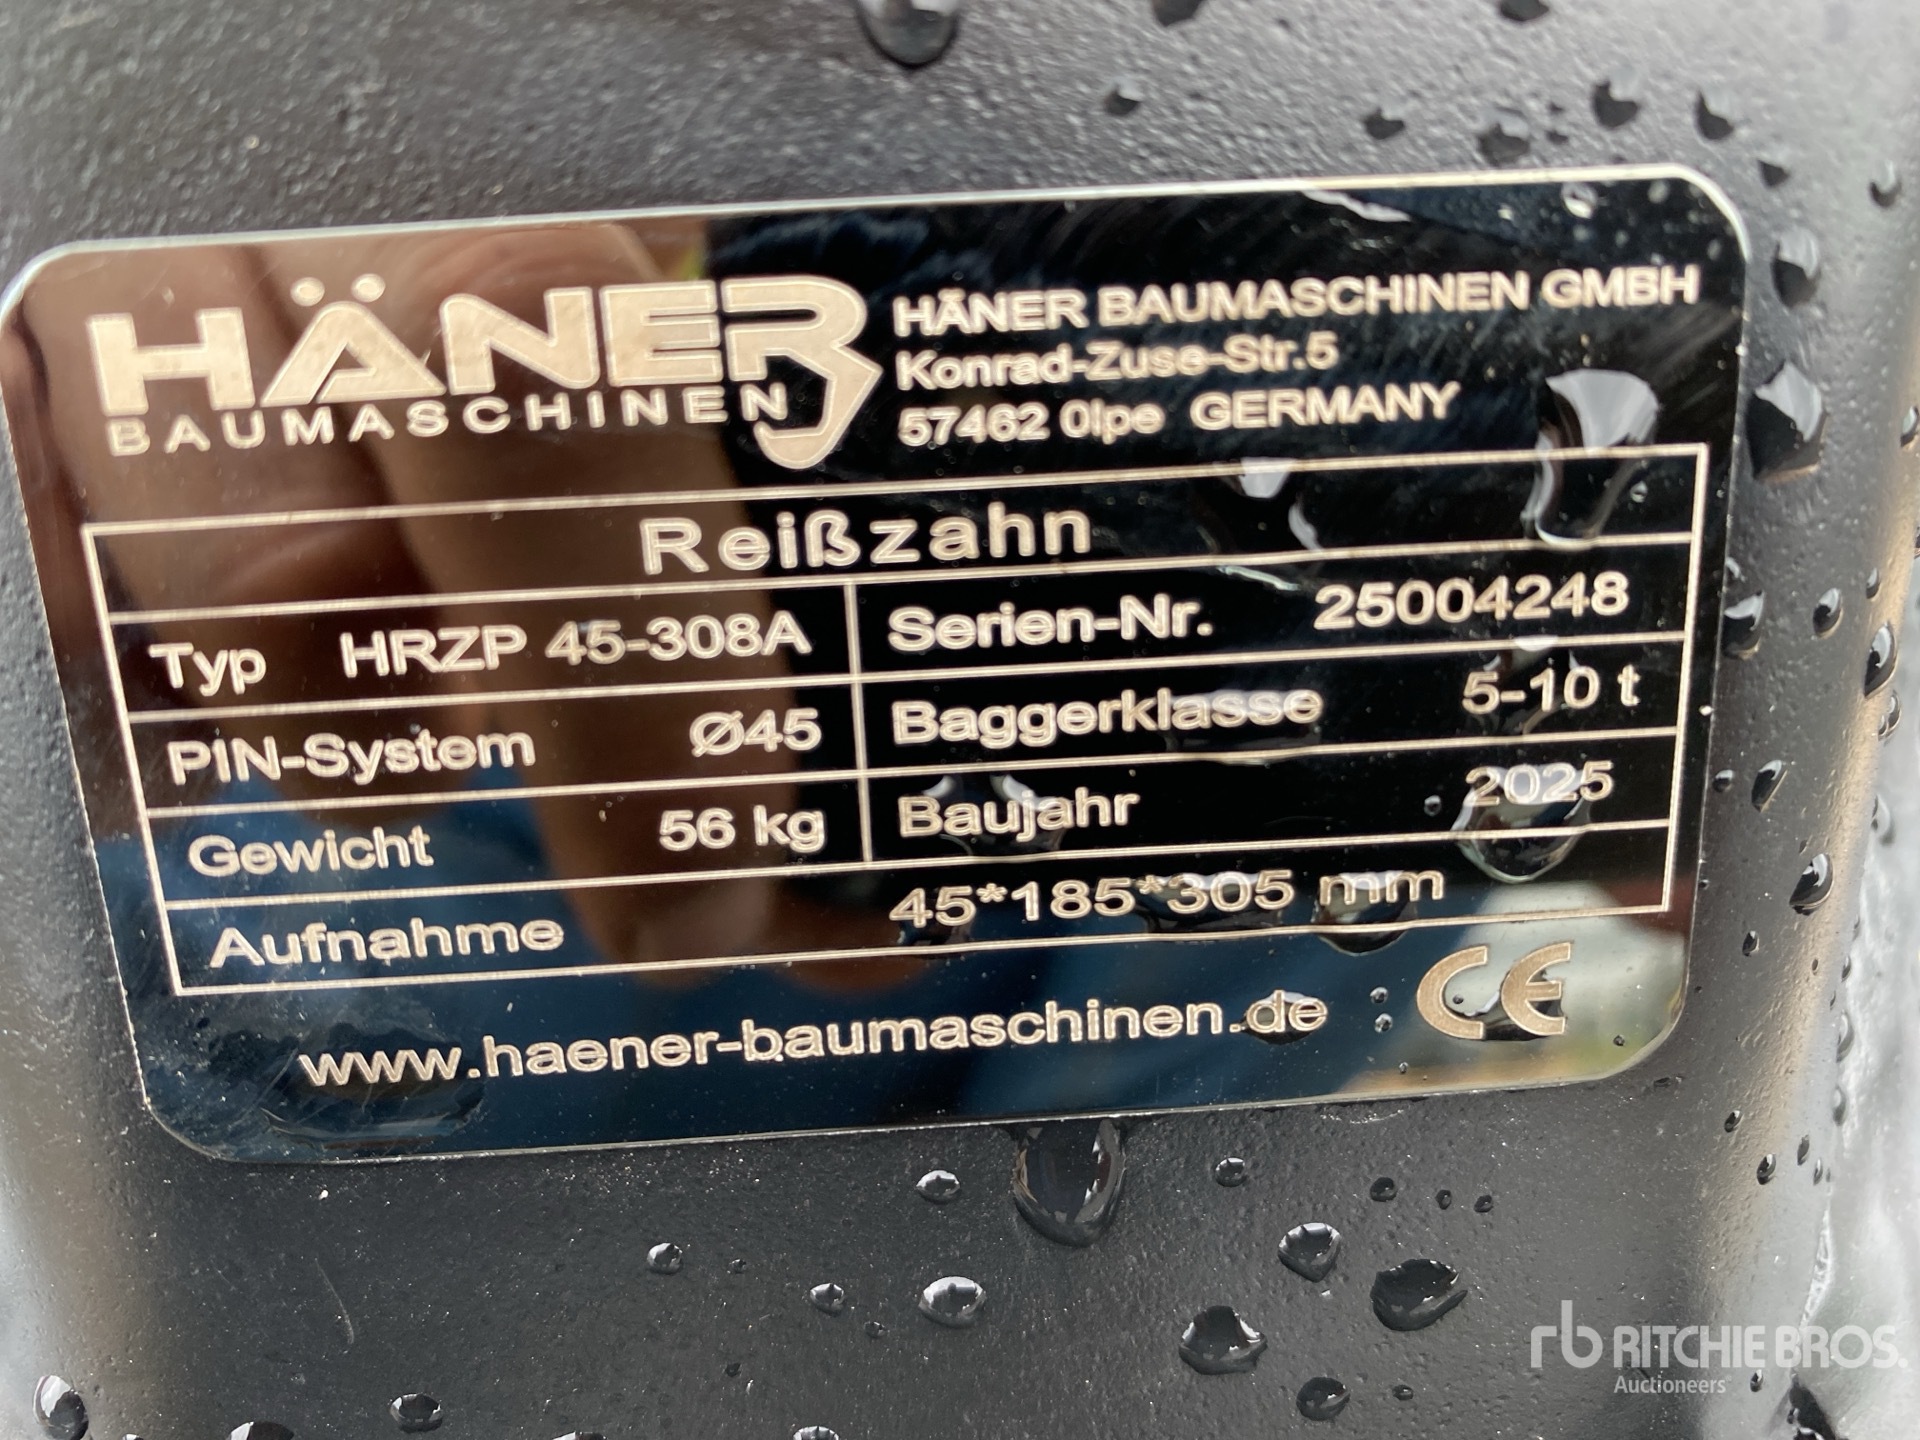 HÄNER
BAUMASCHINEN
HÄNER BAUMASCHINEN GMBH
Konrad-Zuse-Str.5
57462 Olpe GERMANY
Reißzahn
Typ HRZP 45-308A
Serien-Nr. 25004248
PIN-System Ø45
Baggerklasse 5-10 t
Gewicht 56 kg
Baujahr 2025
Aufnahme 45*185*305 mm
www.haener-baumaschinen.de
CE
rb RITCHIE BROS.
Auctioneers